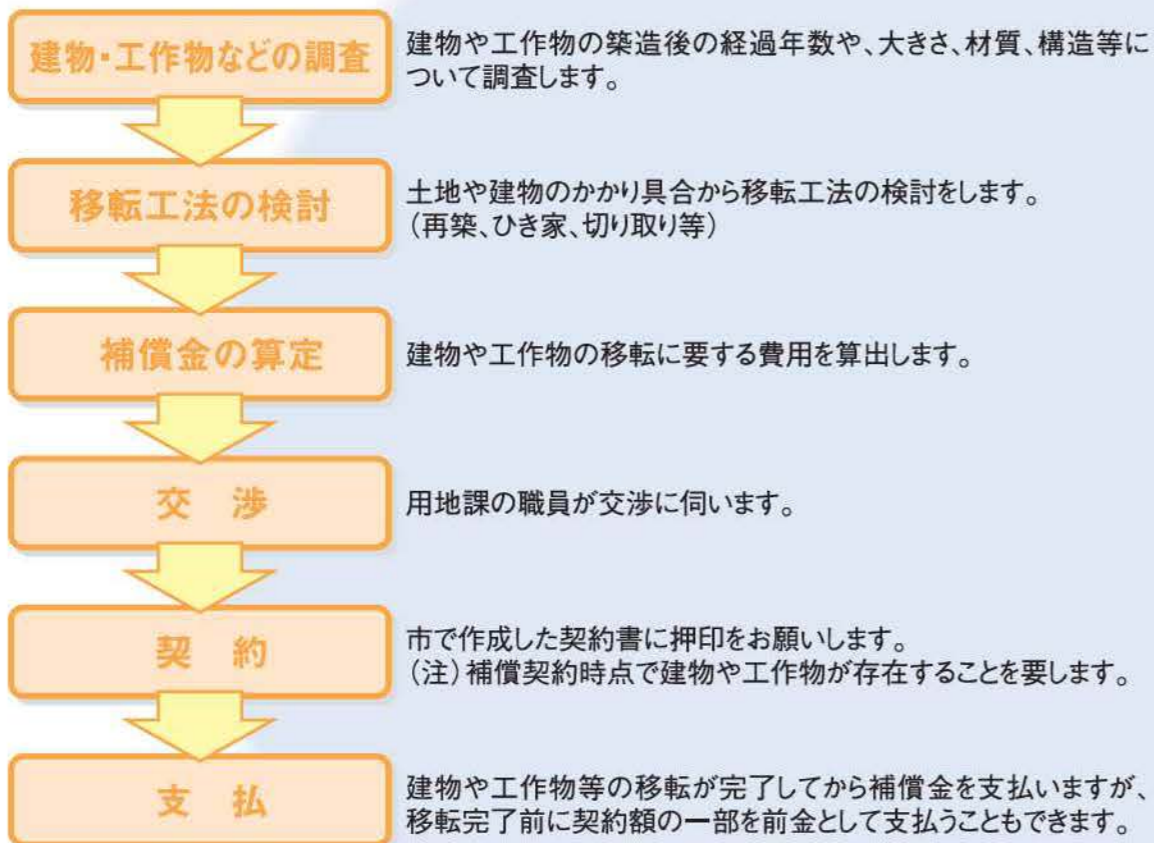 建物・工作物などの調査
建物や工作物の築造後の経過年数や、大きさ、材質、構造等に
ついて調査します。
移転工法の検討
土地や建物のかかり具合から移転工法の検討をします。
（再築、ひき家、切り取り等）
補償金の算定
建物や工作物の移転に要する費用を算出します。
交　渉
用地課の職員が交渉に伺います。
契　約
市で作成した契約書に押印をお願いします。
（注）補償契約時点で建物や工作物が存在することを要します。
支　払
建物や工作物等の移転が完了してから補償金を支払いますが、
移転完了前に契約額の一部を前金として支払うこともできます。